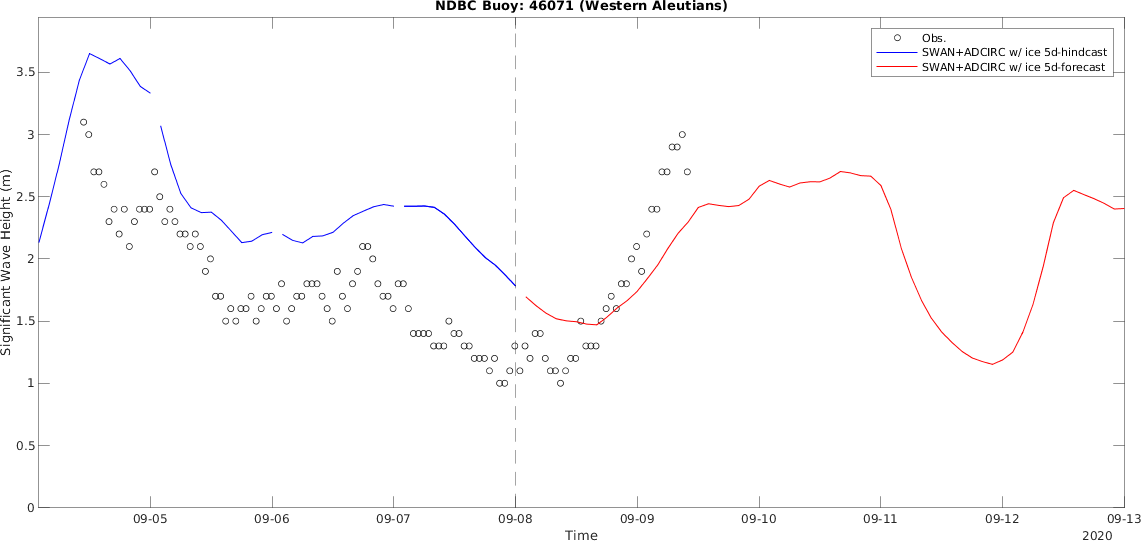 NDBC Buoy: 46071 (Western Aleutians)
Obs.
SWAN+ADCIRC w/ ice 5d-hindcast
SWAN+ADCIRC w/ ice 5d-forecast
Significant Wave Height (m)
3.5
3
2.5
2
1.5
1
0.5
0
09-05 09-06 09-07 09-08 09-09 09-10 09-11 09-12 09-13
Time
2020